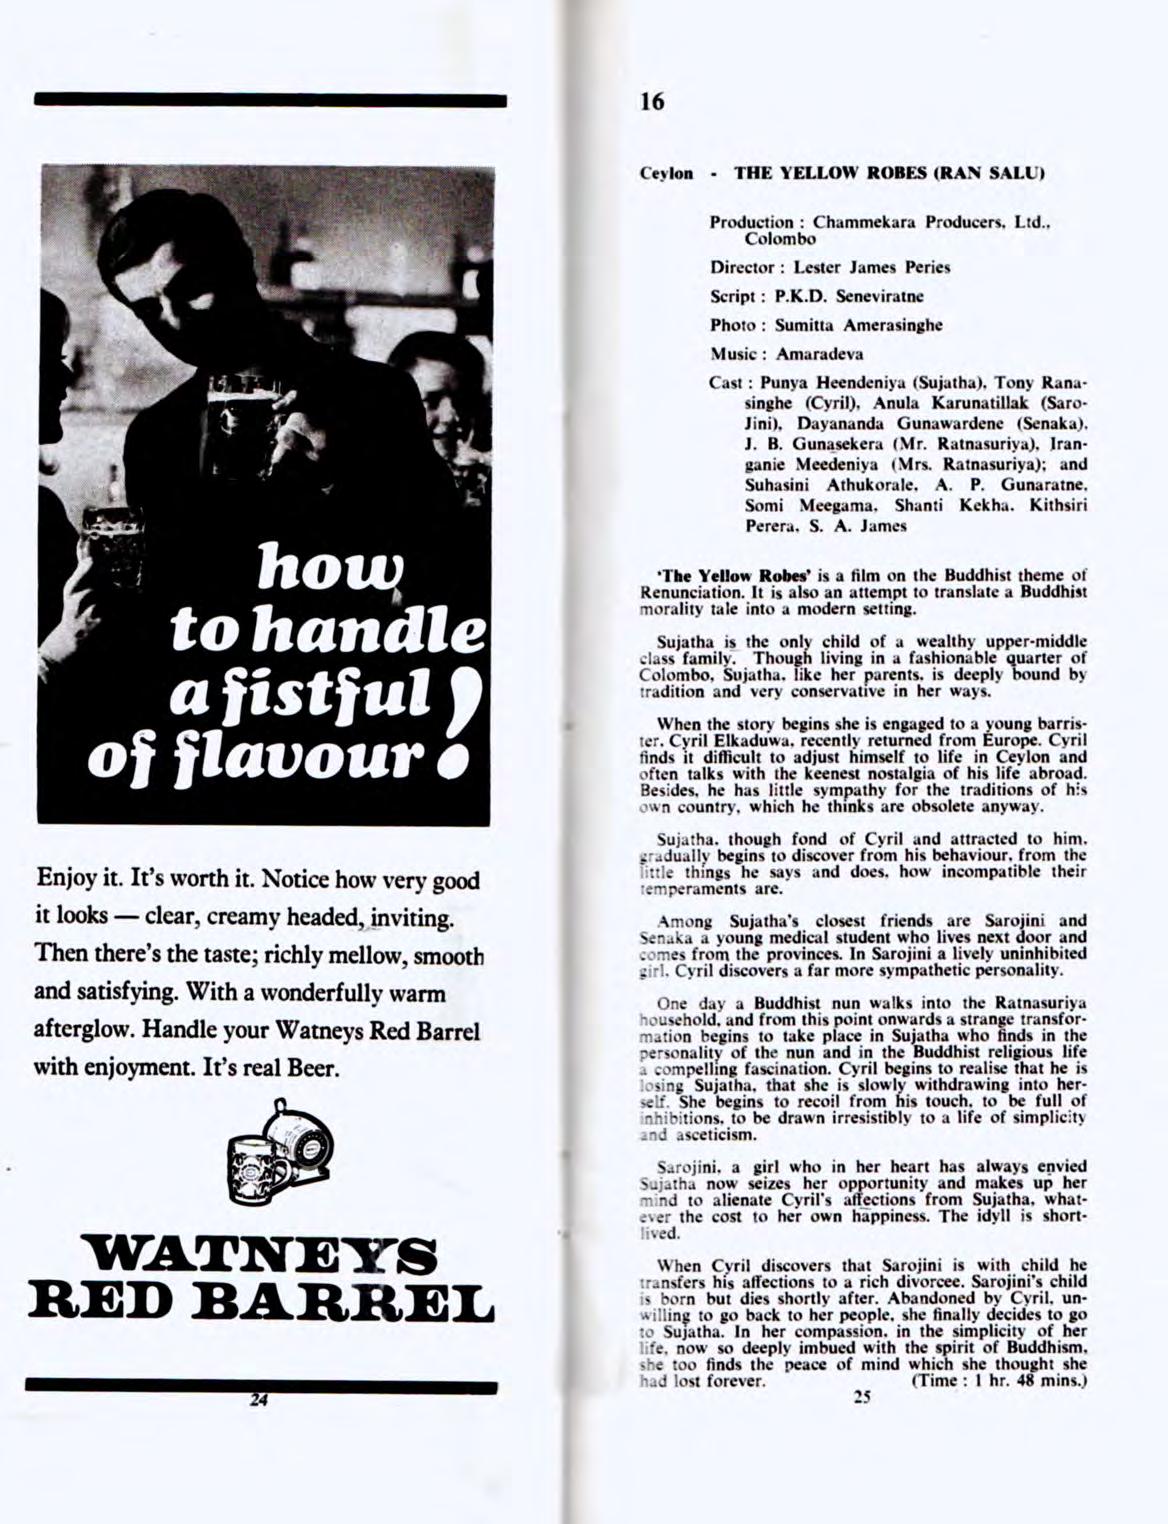 how
to handle
a fistful
of flavour!
Enjoy it. It's worth it. Notice how very good
it looks — clear, creamy headed, inviting.
Then there's the taste; richly mellow, smooth
and satisfying. With a wonderfully warm
afterglow. Handle your Watneys Red Barrel
with enjoyment. It's real Beer.
WATNEYS
RED BARREL
24
16
Ceylon - THE YELLOW ROBES (RAN SALU)
Production : Chammekara Producers, Ltd.,
Colombo
Director : Lester James Peries
Script : P.K.D. Seneviratne
Photo : Sumitta Amerasinghe
Music : Amaradeva
Cast : Punya Heendeniya (Sujatha), Tony Rana-
singhe (Cyril), Anula Karunatillak (Saro-
Jini), Dayananda Gunawardene (Senaka),
J. B. Gunasekera (Mr. Ratnasuriya), Iran-
ganie Meedeniya (Mrs. Ratnasuriya); and
Suhasini Athukorale, A. P. Gunaratne,
Somi Meegama, Shanti Kekha, Kithsiri
Perera, S. A. James
'The Yellow Robes' is a film on the Buddhist theme of
Renunciation. It is also an attempt to translate a Buddhist
morality tale into a modern setting.
Sujatha is the only child of a wealthy upper-middle
class family. Though living in a fashionable quarter of
Colombo, Sujatha, like her parents, is deeply bound by
tradition and very conservative in her ways.
When the story begins she is engaged to a young barris-
ter, Cyril Elkaduwa, recently returned from Europe. Cyril
finds it difficult to adjust himself to life in Ceylon and
often talks with the keenest nostalgia of his life abroad.
Besides, he has little sympathy for the traditions of his
own country, which he thinks are obsolete anyway.
Sujatha, though fond of Cyril and attracted to him,
gradually begins to discover from his behaviour, from the
little things he says and does, how incompatible their
temperaments are.
Among Sujatha's closest friends are Sarojini and
Senaka a young medical student who lives next door and
comes from the provinces. In Sarojini a lively uninhibited
girl, Cyril discovers a far more sympathetic personality.
One day a Buddhist nun walks into the Ratnasuriya
household, and from this point onwards a strange transfor-
mation begins to take place in Sujatha who finds in the
personality of the nun and in the Buddhist religious life
a compelling fascination. Cyril begins to realise that he is
losing Sujatha, that she is slowly withdrawing into her-
self. She begins to recoil from his touch, to be full of
inhibitions, to be drawn irresistibly to a life of simplicity
and asceticism.
Sarojini, a girl who in her heart has always envied
Sujatha now seizes her opportunity and makes up her
mind to alienate Cyril's affections from Sujatha, what-
ever the cost to her own happiness. The idyll is short-
lived.
When Cyril discovers that Sarojini is with child he
transfers his affections to a rich divorcee. Sarojini's child
is born but dies shortly after. Abandoned by Cyril, un-
willing to go back to her people, she finally decides to go
to Sujatha. In her compassion, in the simplicity of her
life, now so deeply imbued with the spirit of Buddhism,
she too finds the peace of mind which she thought she
had lost forever. (Time : 1 hr. 48 mins.)
25